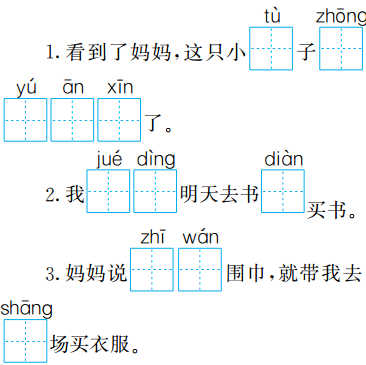 tù zhōng
1. 看到了妈妈，这只小 子
yú ān xīn
了。
jué dìng diàn
2. 我 明天去书 买书。
zhī wán
3. 妈妈说 围巾，就带我去
shāng
场买衣服。